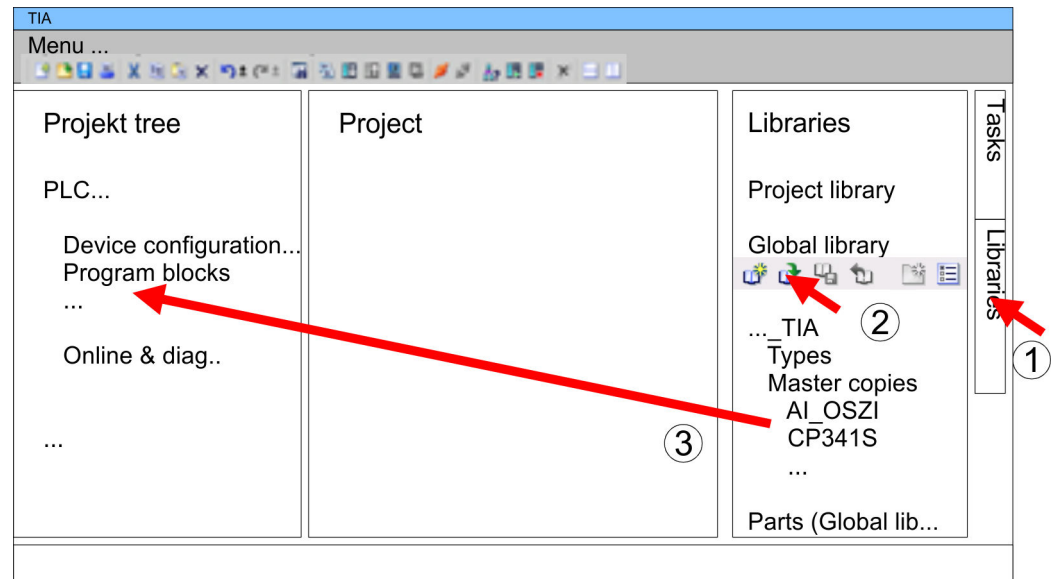 TIA
Menu ...
Projekt tree
PLC...
Device configuration...
Program blocks
...
Online & diag..
...
Project
③
Libraries
Project library
Global library
②
..._TIA
Types
Master copies
AI_OSZI
CP341S
...
Parts (Global lib...
Tasks
Libraries
①